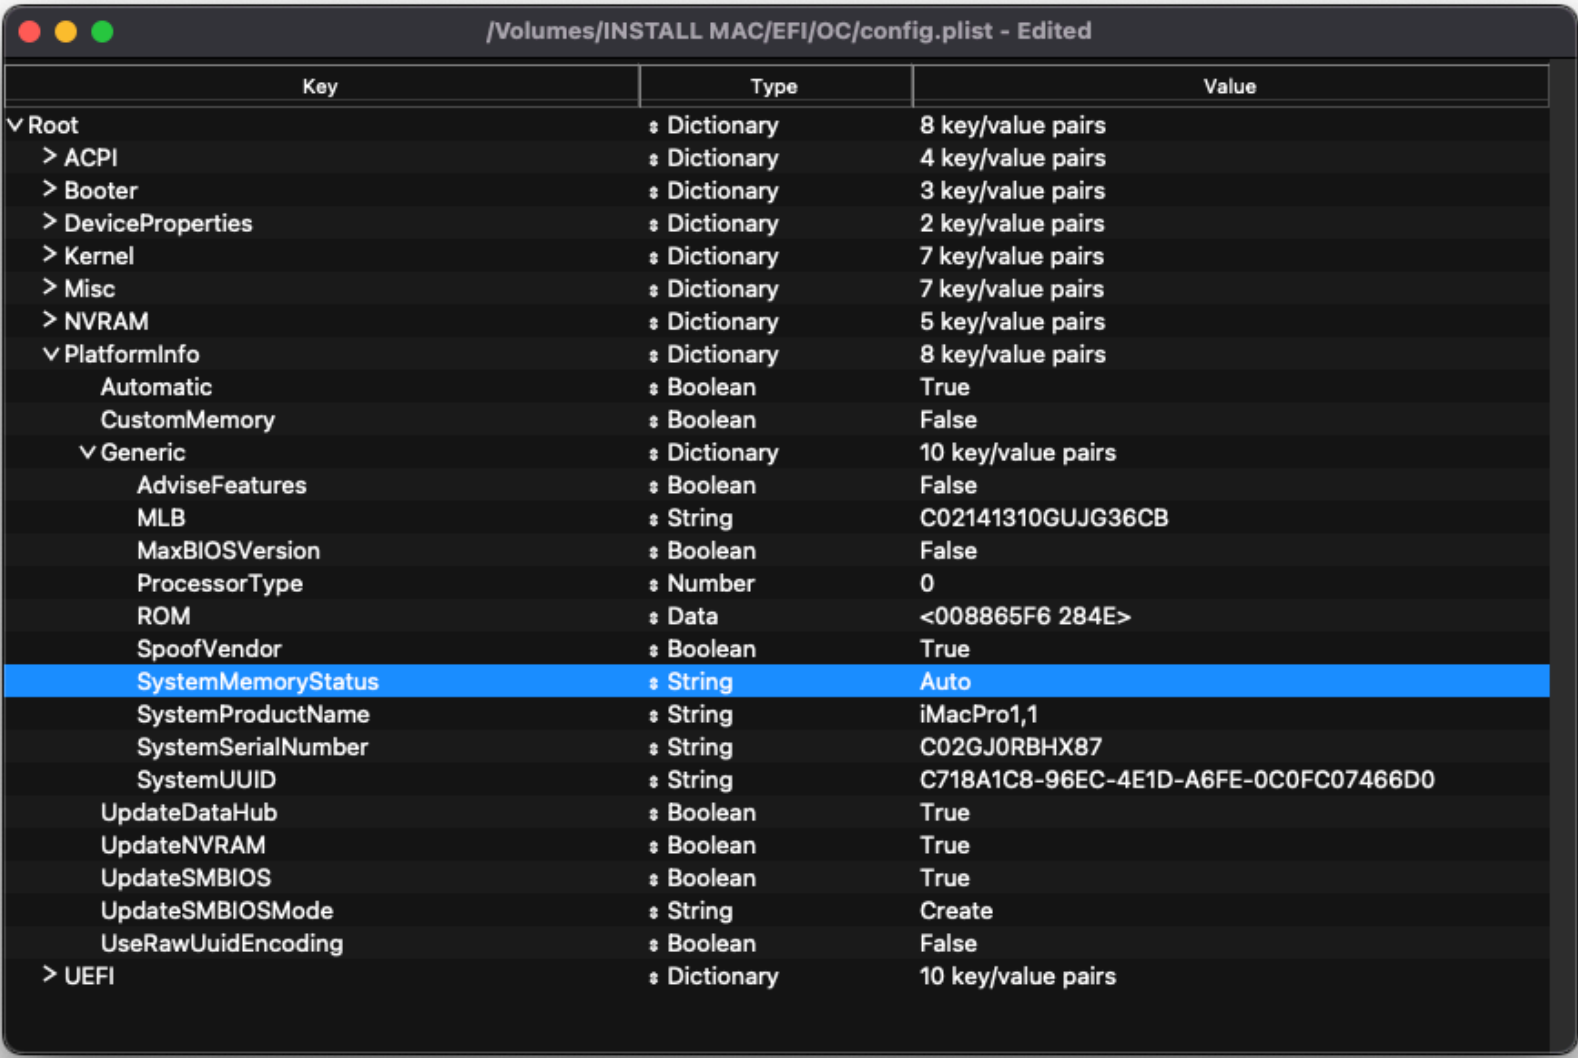 /Volumes/INSTALL MAC/EFI/OC/config.plist - Edited
Key Type Value
Root Dictionary 8 key/value pairs
ACPI Dictionary 4 key/value pairs
Booter Dictionary 3 key/value pairs
DeviceProperties Dictionary 2 key/value pairs
Kernel Dictionary 7 key/value pairs
Misc Dictionary 7 key/value pairs
NVRAM Dictionary 5 key/value pairs
PlatformInfo Dictionary 8 key/value pairs
Automatic Boolean True
CustomMemory Boolean False
Generic Dictionary 10 key/value pairs
AdviseFeatures Boolean False
MLB String C02141310GUJG36CB
MaxBIOSVersion Boolean False
ProcessorType Number 0
ROM Data <008865F6 284E>
SpoofVendor Boolean True
SystemMemoryStatus String Auto
SystemProductName String iMacPro1,1
SystemSerialNumber String C02GJ0RBHX87
SystemUUID String C718A1C8-96EC-4E1D-A6FE-0C0FC07466D0
UpdateDataHub Boolean True
UpdateNVRAM Boolean True
UpdateSMBIOS Boolean True
UpdateSMBIOSMode String Create
UseRawUuidEncoding Boolean False
UEFI Dictionary 10 key/value pairs